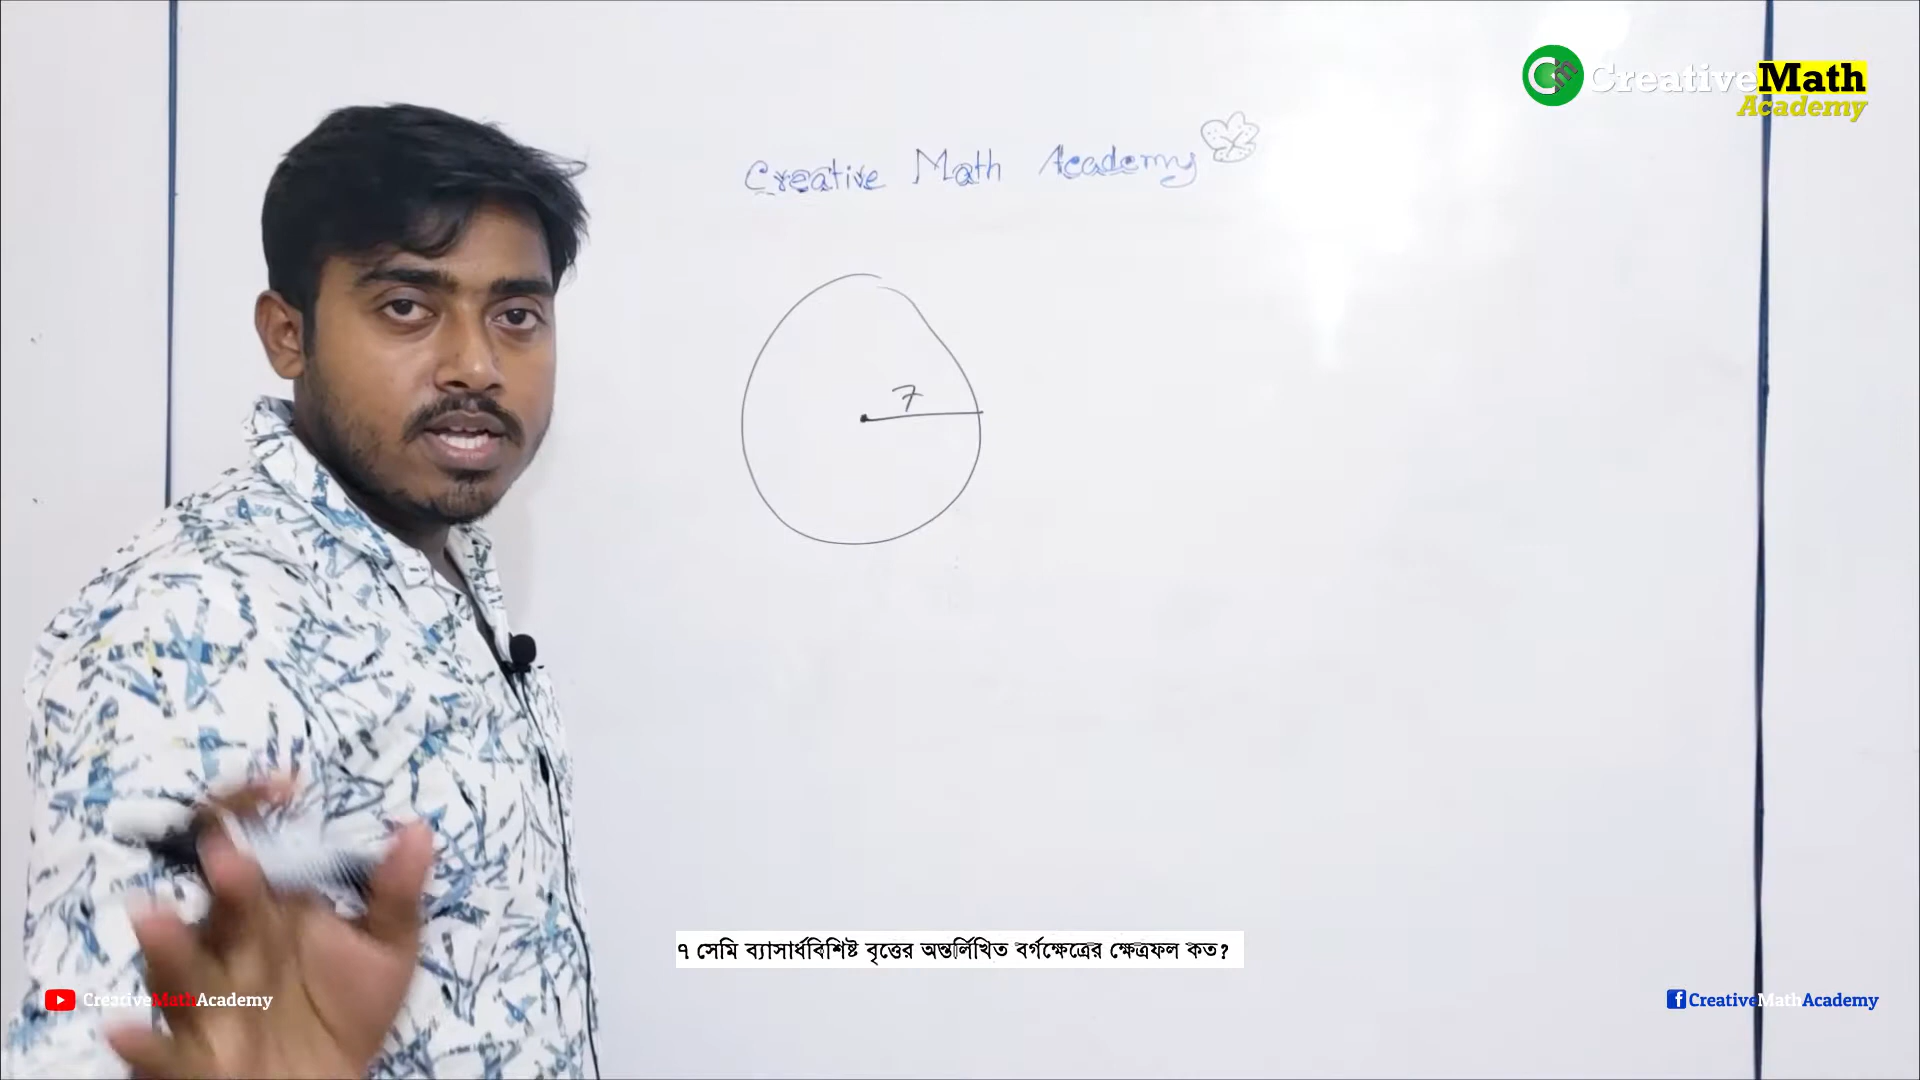 CreativeMath
Academy
Creative Math Academy
7
৭ সেমি ব্যাসার্ধবিশিষ্ট বৃত্তের অন্তর্লিখিত বর্গক্ষেত্রের ক্ষেত্রফল কত?
CreativeMathAcademy
CreativeMathAcademy